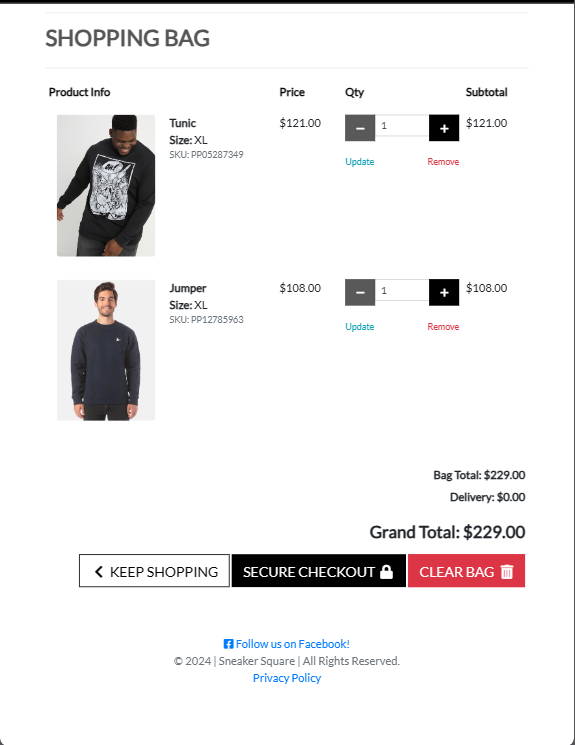 SHOPPING BAG
Product Info Price Qty Subtotal
Tunic $121.00 − 1 + $121.00
Size: XL
SKU: PP05287349
Update Remove
Jumper $108.00 − 1 + $108.00
Size: XL
SKU: PP12785963
Update Remove
Bag Total: $229.00
Delivery: $0.00
Grand Total: $229.00
KEEP SHOPPING SECURE CHECKOUT CLEAR BAG
Follow us on Facebook!
© 2024 | Sneaker Square | All Rights Reserved.
Privacy Policy